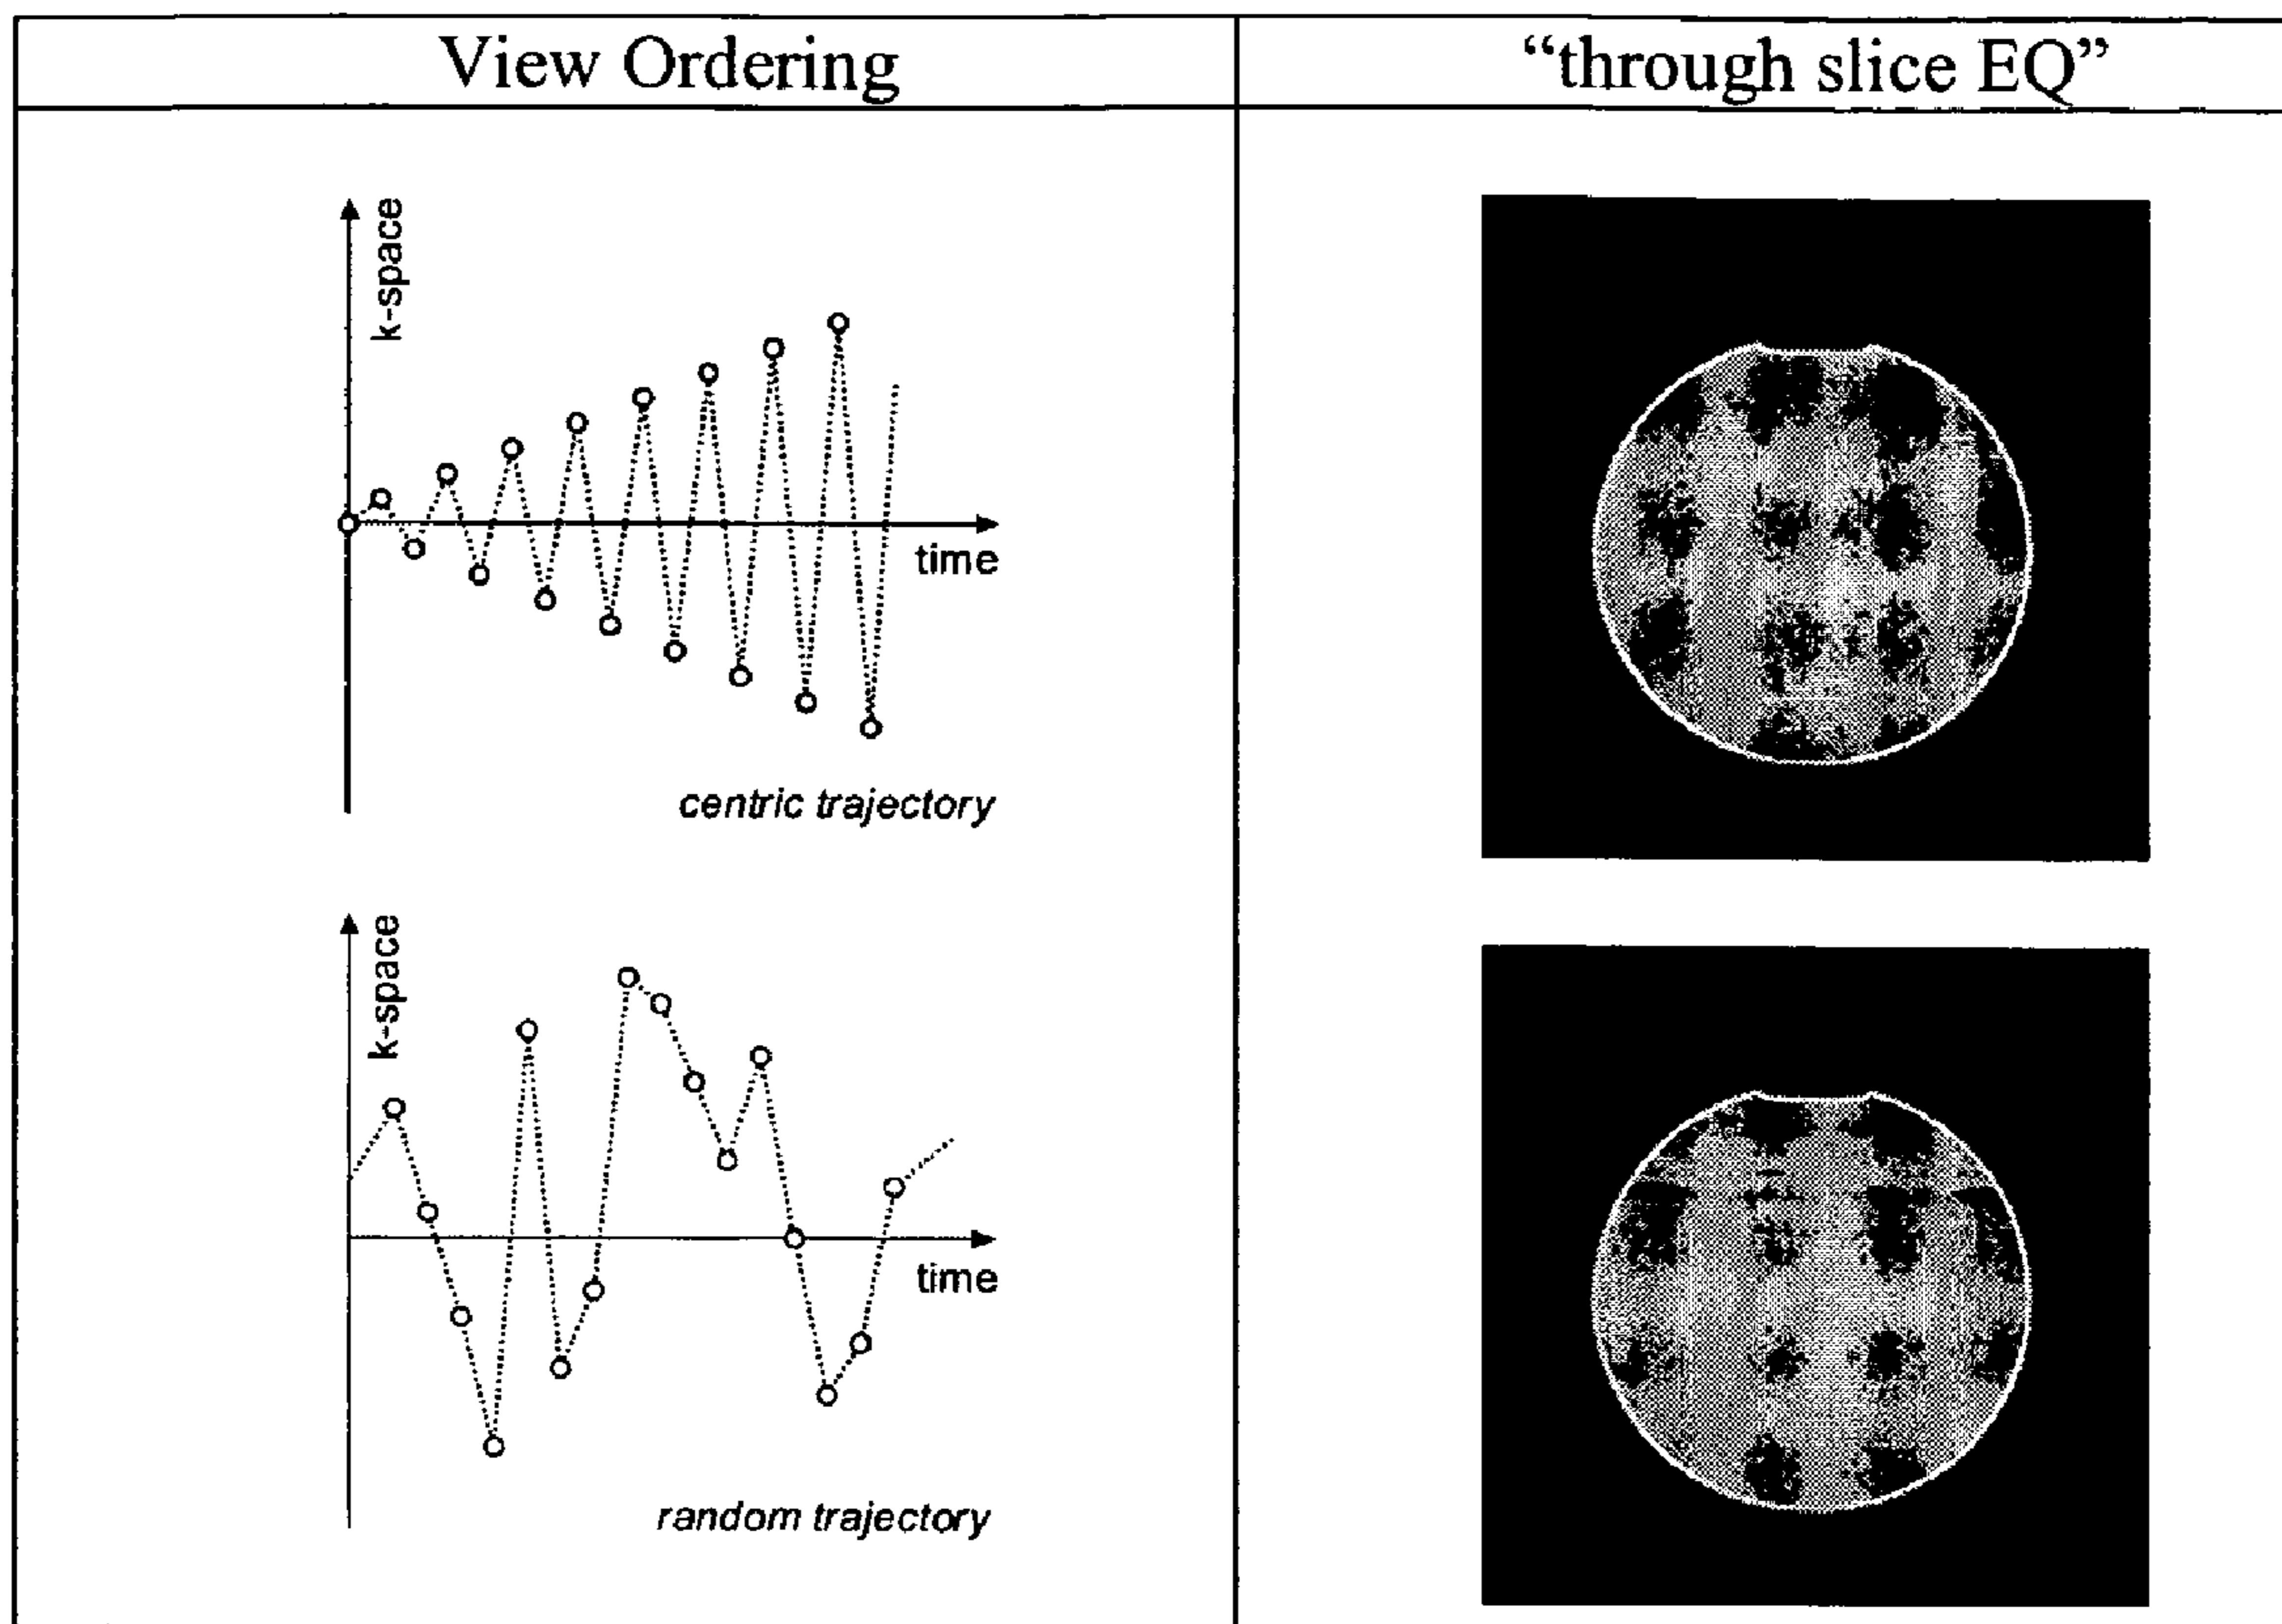 View Ordering
“through slice EQ”
k-space
time
centric trajectory
k-space
time
random trajectory